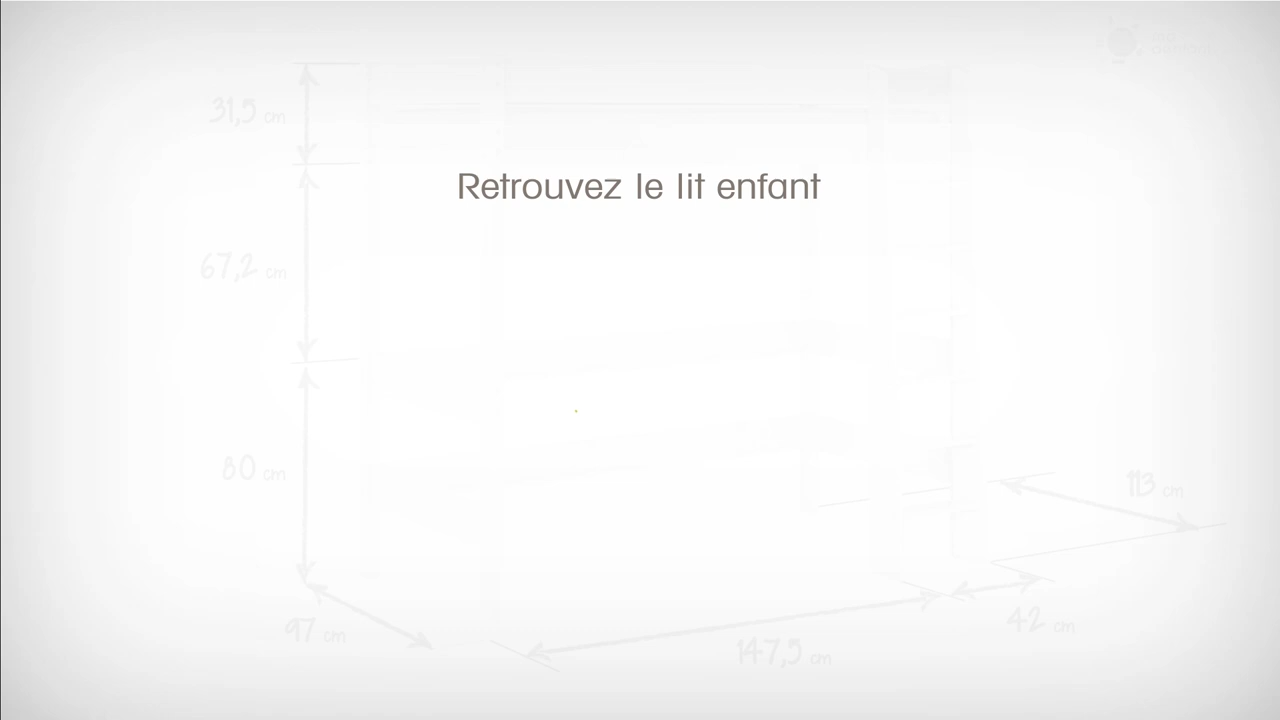 31,5 cm
Retrouvez le lit enfant
67,2 cm
80 cm
113 cm
97 cm
147,5 cm
42 cm